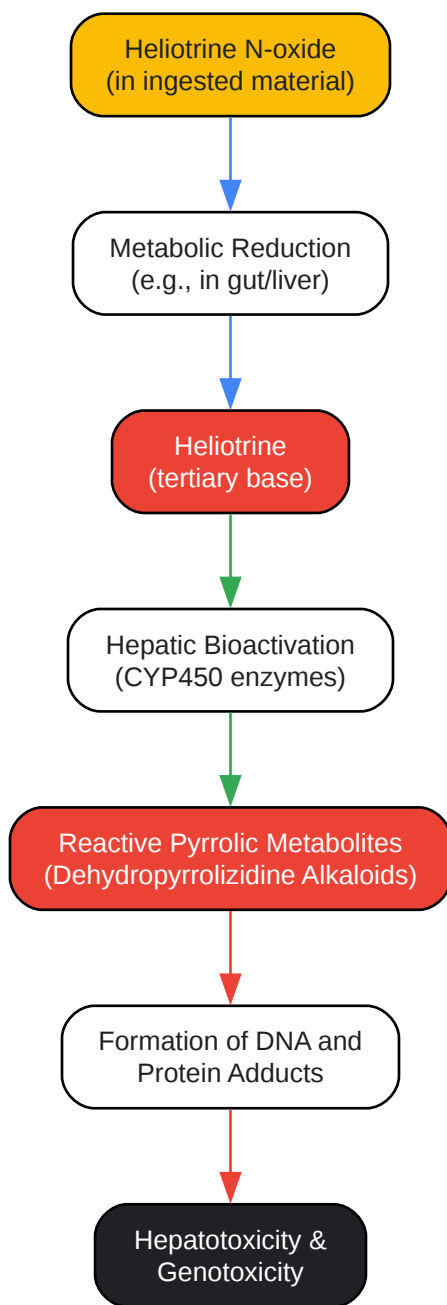 Heliotrine N-oxide
(in ingested material)
Metabolic Reduction
(e.g., in gut/liver)
Heliotrine
(tertiary base)
Hepatic Bioactivation
(CYP450 enzymes)
Reactive Pyrrolic Metabolites
(Dehydropyrrolizidine Alkaloids)
Formation of DNA and
Protein Adducts
Hepatotoxicity &
Genotoxicity